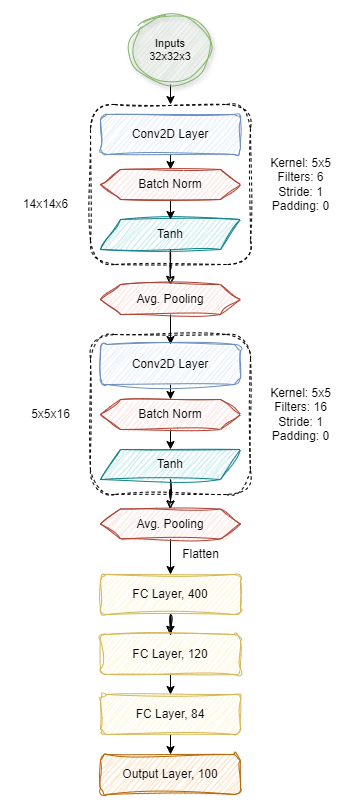 Inputs
32x32x3
Conv2D Layer
Batch Norm
Tanh
14x14x6
Kernel: 5x5
Filters: 6
Stride: 1
Padding: 0
Avg. Pooling
Conv2D Layer
Batch Norm
Tanh
5x5x16
Kernel: 5x5
Filters: 16
Stride: 1
Padding: 0
Avg. Pooling
Flatten
FC Layer, 400
FC Layer, 120
FC Layer, 84
Output Layer, 100